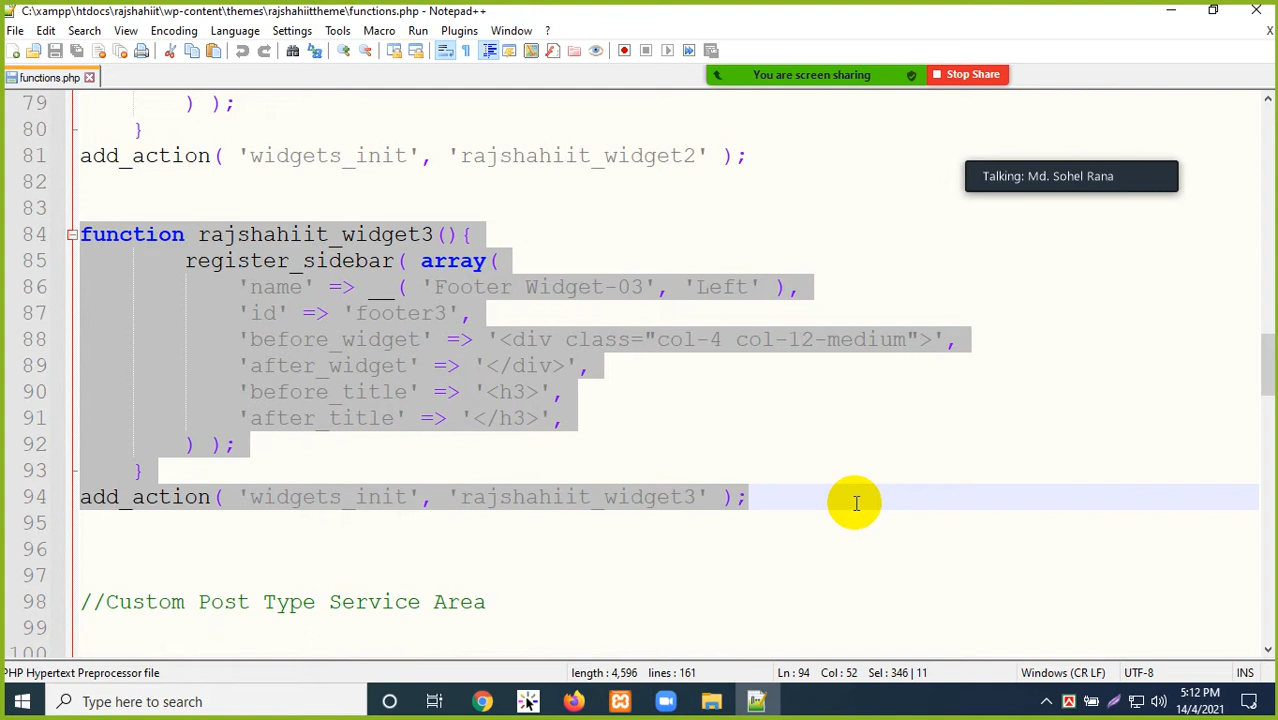 C:\xampp\htdocs\rajshahiit\wp-content\themes\rajshahiittheme\functions.php - Notepad++
File Edit Search View Encoding Language Settings Tools Macro Run Plugins Window ? X
functions.php
You are screen sharing
Stop Share
Talking: Md. Sohel Rana
79 ) );
80 }
81 add_action( 'widgets_init', 'rajshahiit_widget2' );
82
83
84 function rajshahiit_widget3(){
85 register_sidebar( array(
86 'name' => __( 'Footer Widget-03', 'Left' ),
87 'id' => 'footer3',
88 'before_widget' => '<div class="col-4 col-12-medium">',
89 'after_widget' => '</div>',
90 'before_title' => '<h3>',
91 'after_title' => '</h3>',
92 ) );
93 }
94 add_action( 'widgets_init', 'rajshahiit_widget3' );
95
96
97
98 //Custom Post Type Service Area
99
100
PHP Hypertext Preprocessor file length : 4,596 lines : 161 Ln : 94 Col : 52 Sel : 346 | 11 Windows (CR LF) UTF-8 INS
Type here to search
5:12 PM
14/4/2021